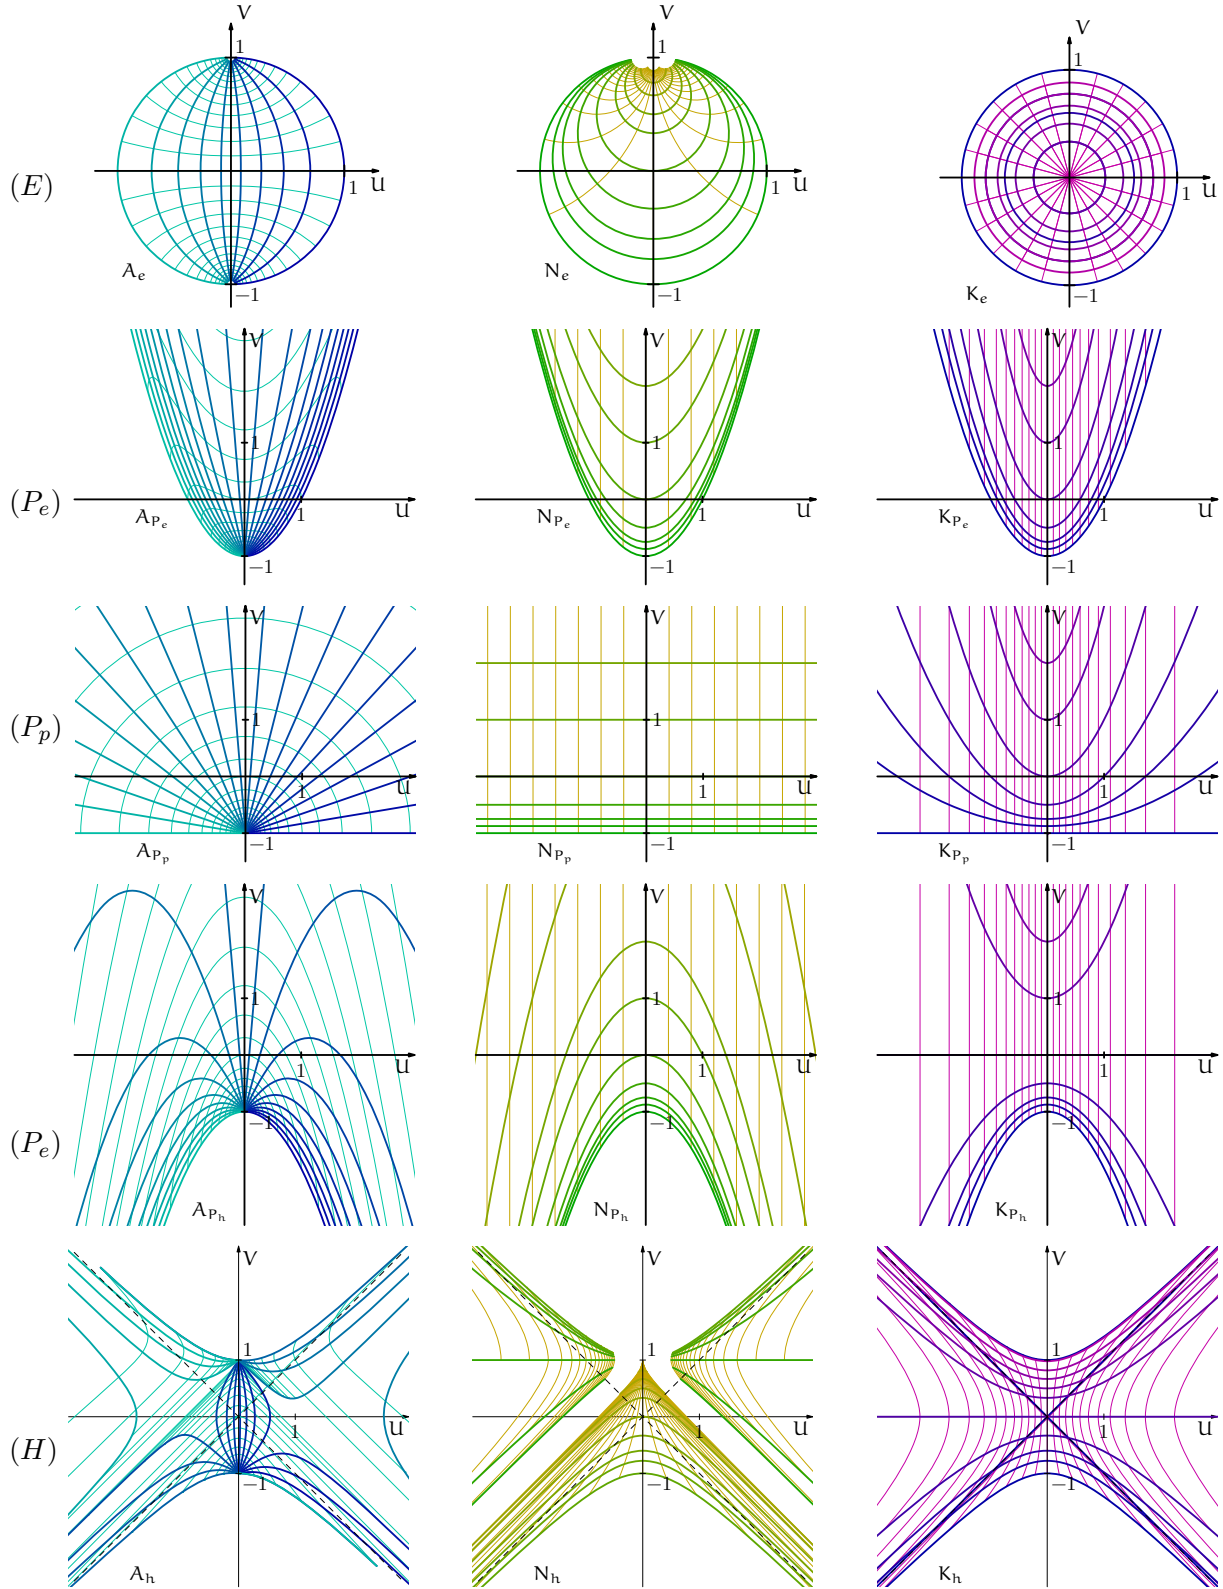 V V V
1 1 1
(E) U 1 U 1 U 1
A_e −1 N_e −1 K_e −1
V V V
1 1 1
(P_e) A_{P_e} 1 U N_{P_e} 1 U K_{P_e} 1 U
−1 −1 −1
V V V
(P_p) 1 1 1
1 U 1 U 1 U
A_{P_p} −1 N_{P_p} −1 K_{P_p} −1
V V V
1 1 1
1 U 1 U 1 U
(P_e) −1 −1 −1
A_{P_h} N_{P_h} K_{P_h}
V V V
1 1 1
(H) 1 U 1 U 1 U
−1 −1 −1
A_h N_h K_h